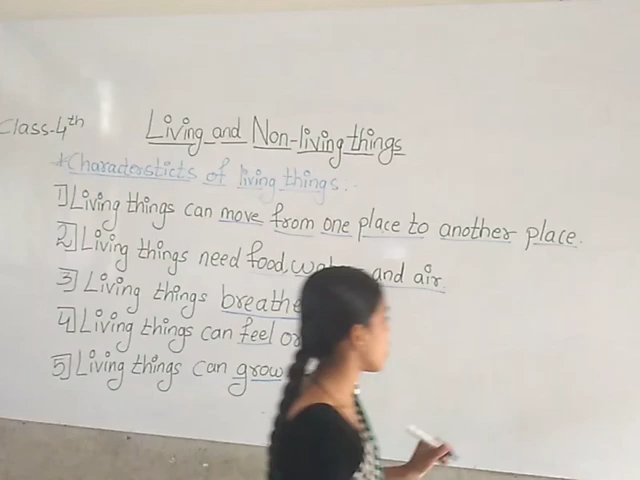 Class-4th
Living and Non-living things
*Charactersticts of living things:-
1) Living things can move from one place to another place.
2) Living things need food, and air.
3) Living things breathe
4) Living things can feel or
5) Living things can grow